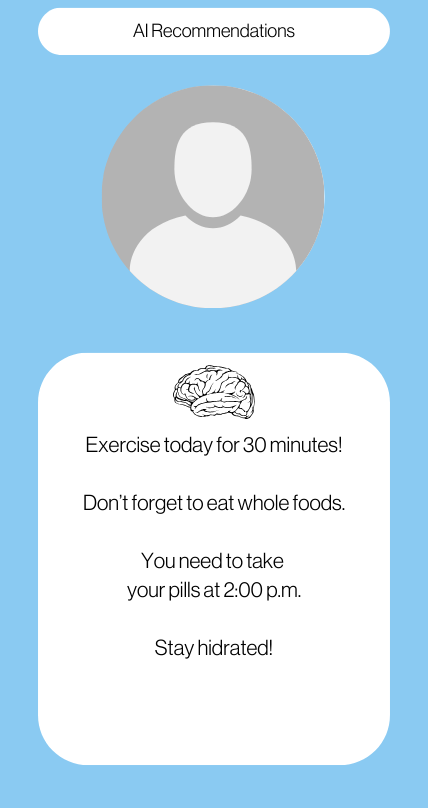 AI Recommendations
Exercise today for 30 minutes!
Don't forget to eat whole foods.
You need to take
your pills at 2:00 p.m.
Stay hidrated!